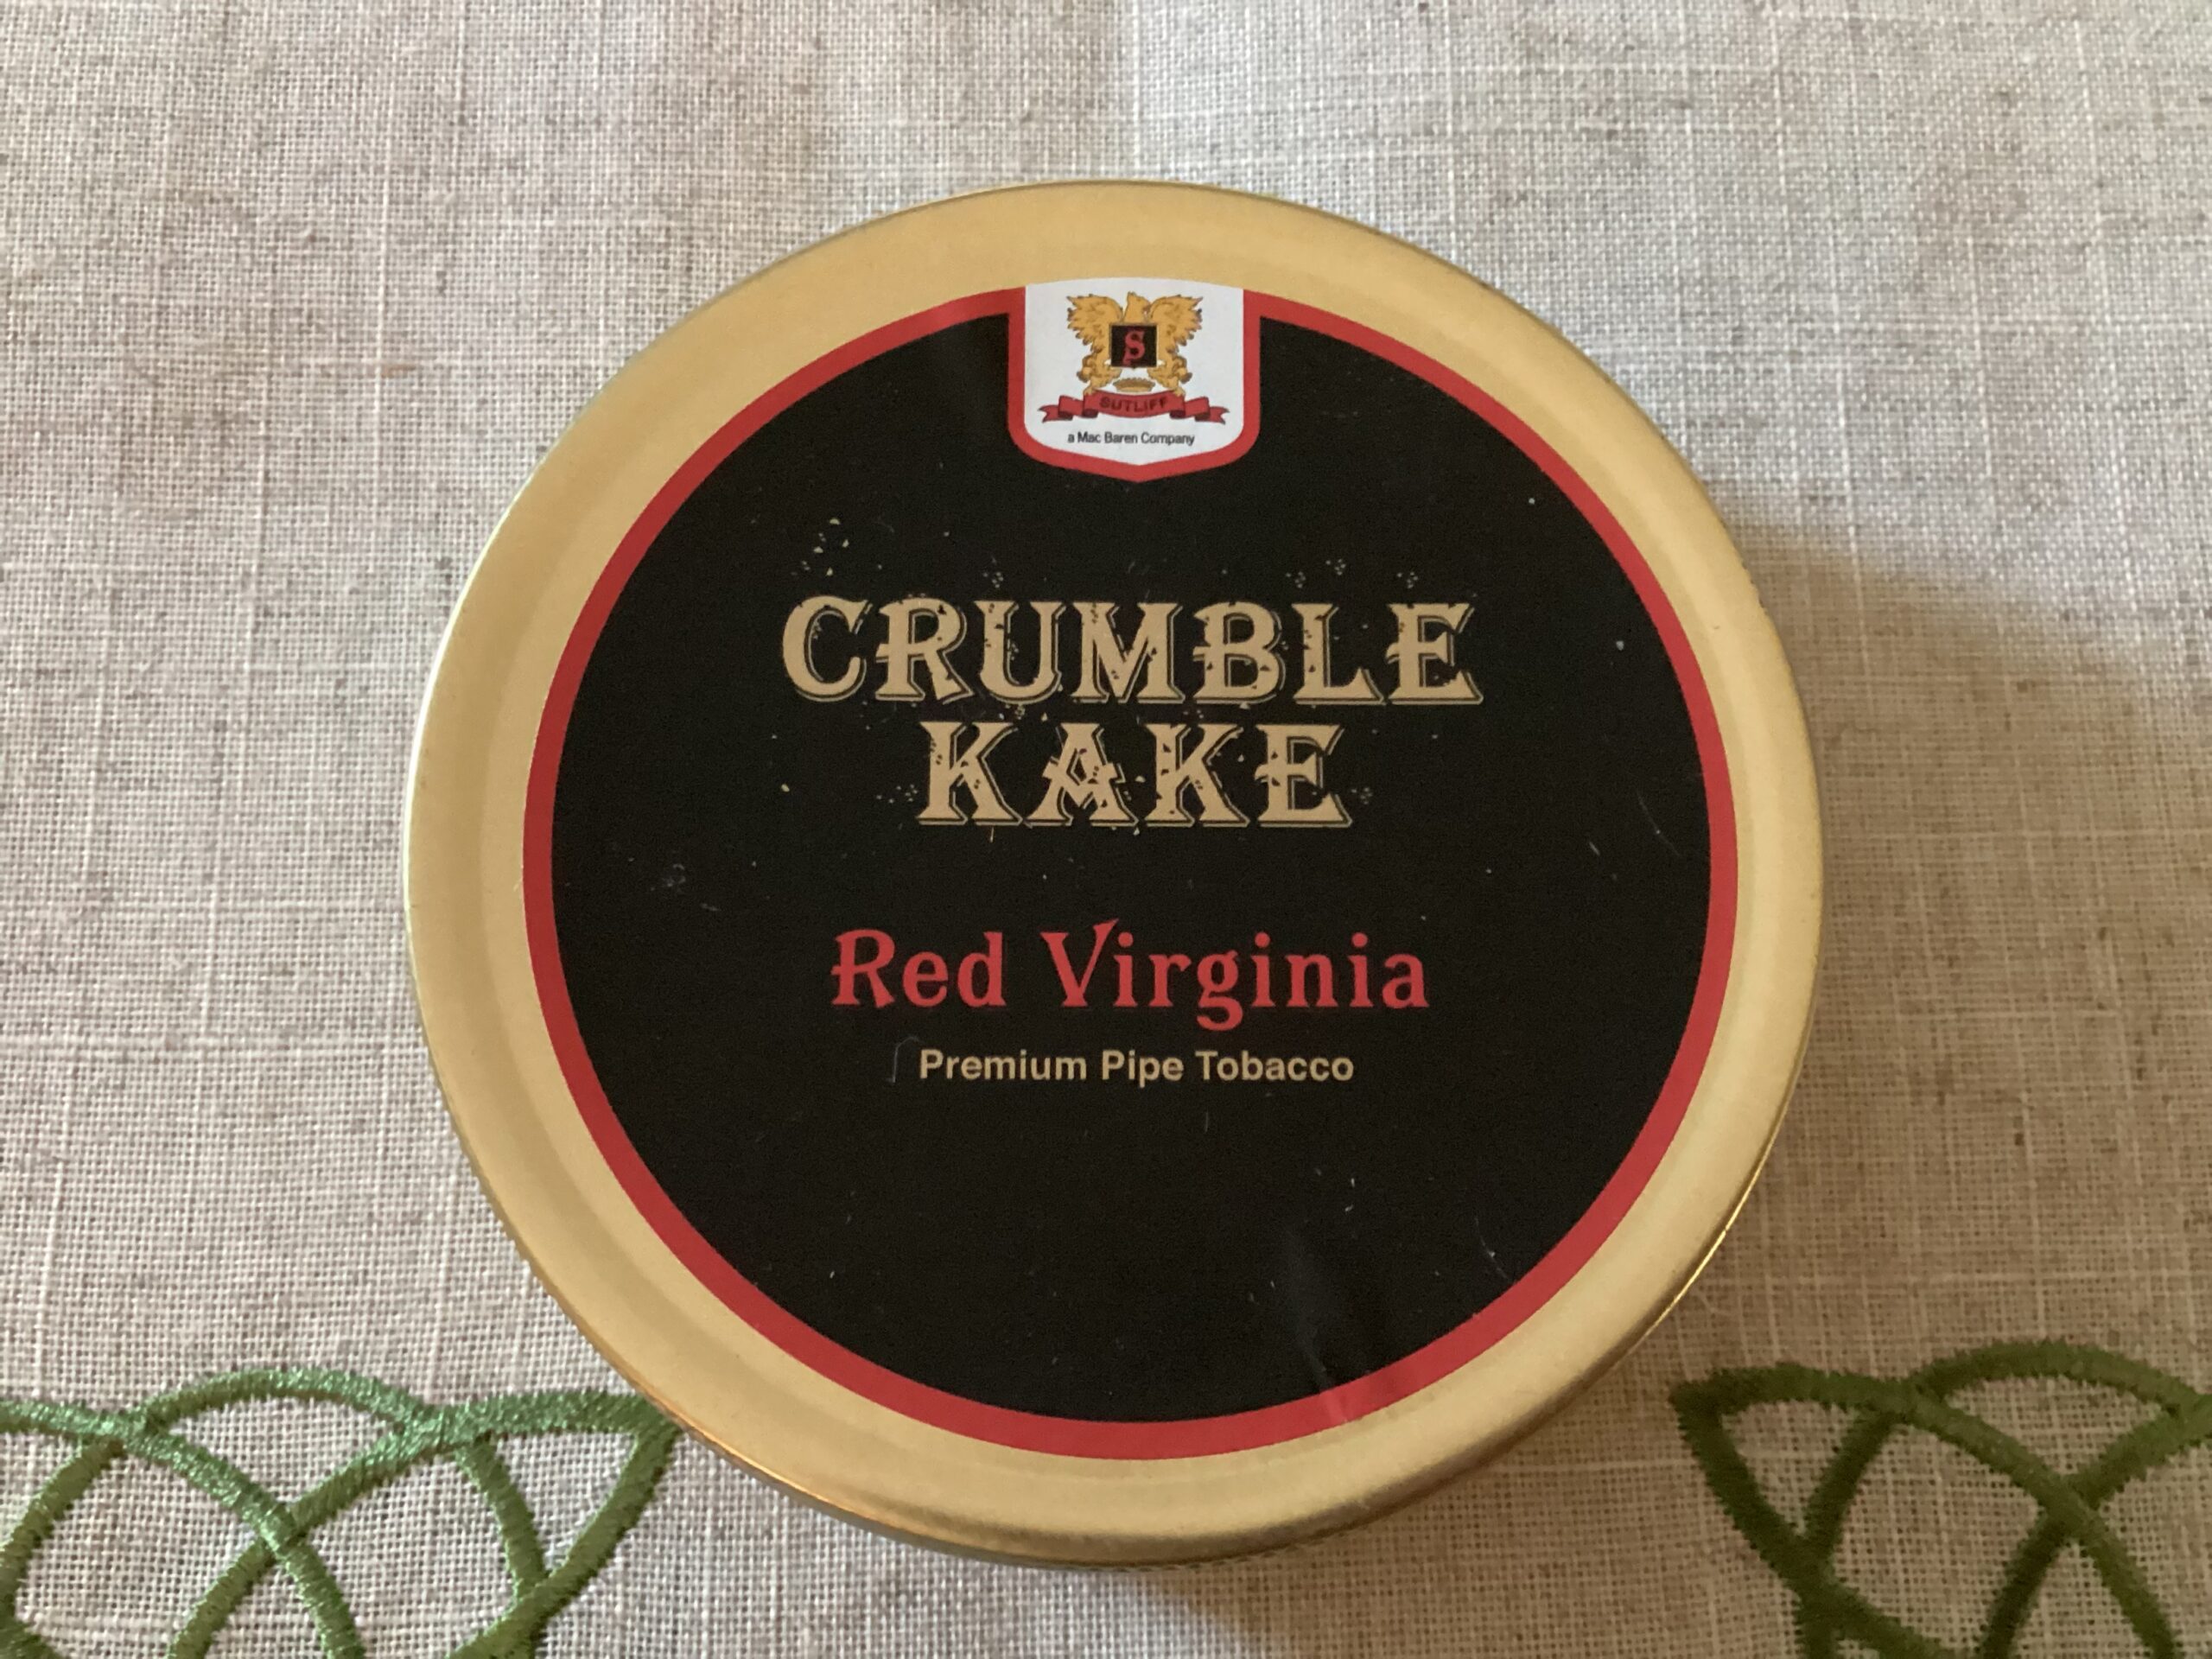 S
SUTLIFF
a Mac Baren Company
CRUMBLE
KAKE
Red Virginia
Premium Pipe Tobacco